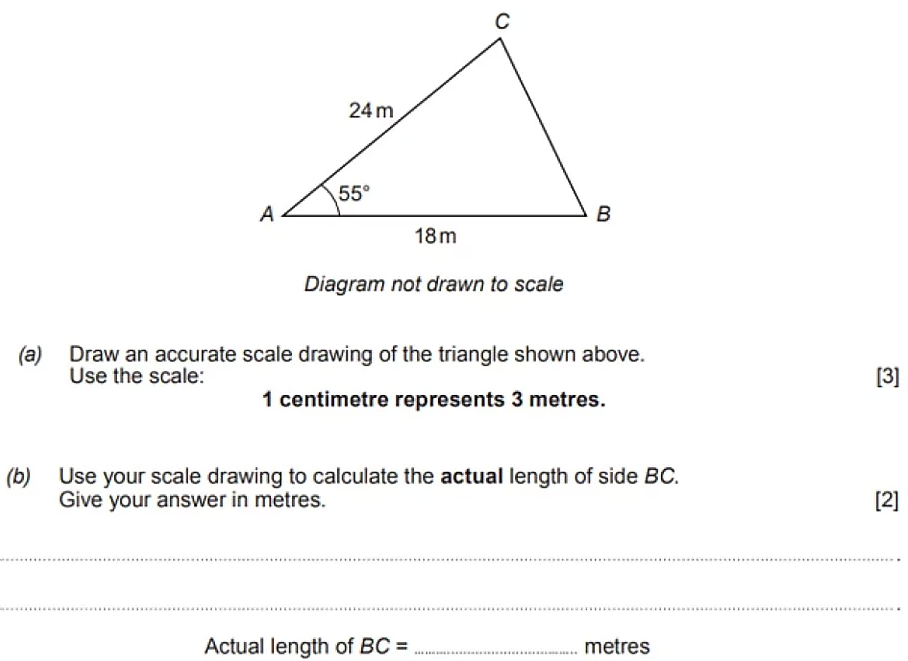 C
24 m
55°
A
B
18 m
Diagram not drawn to scale
(a) Draw an accurate scale drawing of the triangle shown above.
Use the scale: [3]
1 centimetre represents 3 metres.
(b) Use your scale drawing to calculate the actual length of side BC.
Give your answer in metres. [2]
Actual length of BC = ........................................ metres